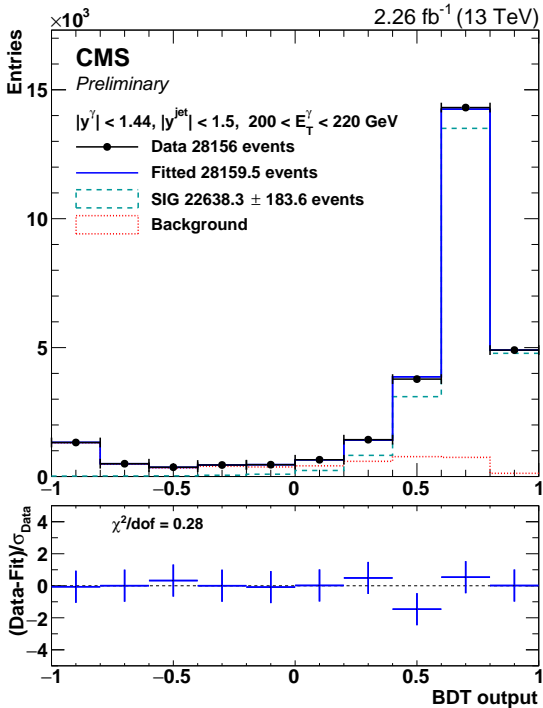 ×10³
2.26 fb⁻¹ (13 TeV)
Entries
CMS
Preliminary
|y^γ| < 1.44, |y^jet| < 1.5, 200 < E_T^γ < 220 GeV
Data 28156 events
Fitted 28159.5 events
SIG 22638.3 ± 183.6 events
Background
15
10
5
0
−1 −0.5 0 0.5 1
χ²/dof = 0.28
(Data-Fit)/σ_Data
4
2
0
−2
−4
−1 −0.5 0 0.5 1
BDT output